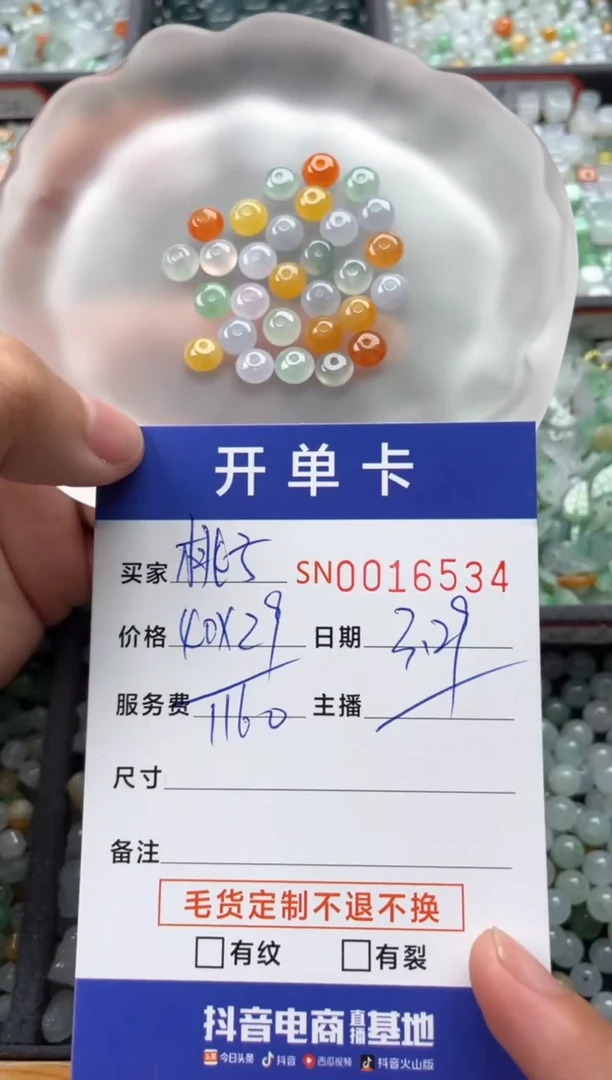 开单卡
买家 桃子 SN0016534
价格 40X29 日期 3.29
服务费 1160 主播
尺寸
备注
毛货定制不退不换
□有纹 □有裂
抖音电商直播基地
头条 今日头条 抖音 西瓜视频 抖音火山版